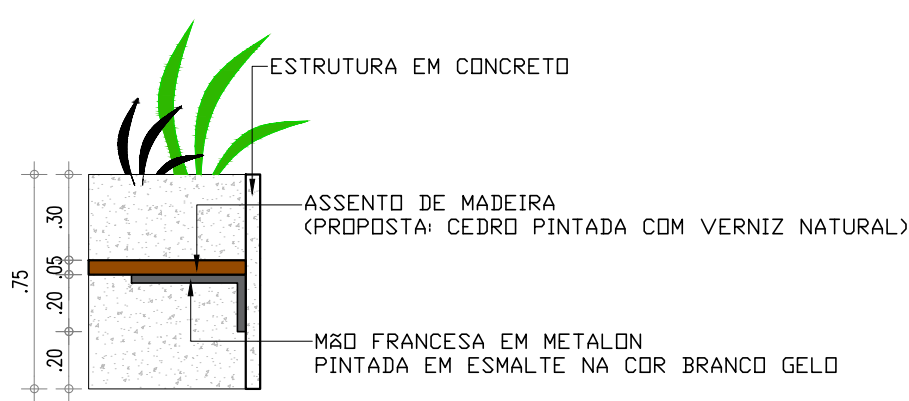 ESTRUTURA EM CONCRETO
ASSENTO DE MADEIRA
(PROPOSTA: CEDRO PINTADA COM VERNIZ NATURAL)
.30
.05
.75
.20
.20
MÃO FRANCESA EM METALON
PINTADA EM ESMALTE NA COR BRANCO GELO